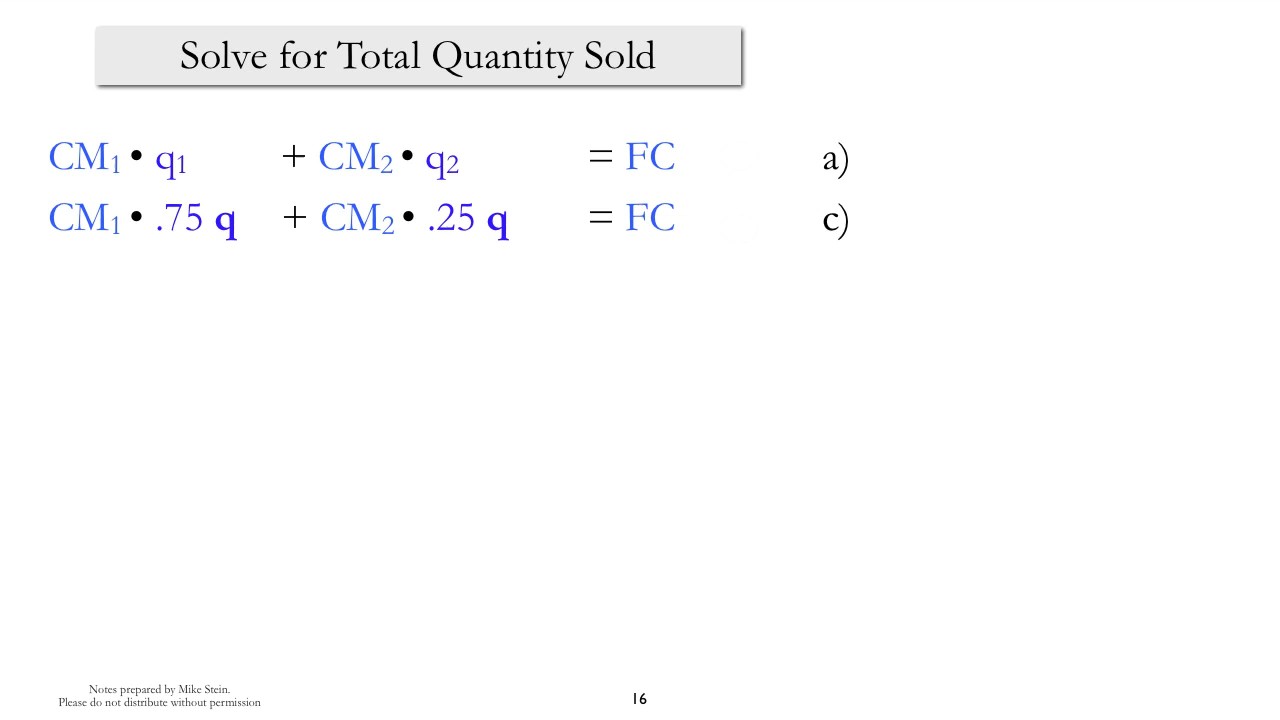 Solve for Total Quantity Sold
CM₁ • q₁ + CM₂ • q₂ = FC a)
CM₁ • .75 q + CM₂ • .25 q = FC c)
Notes prepared by Mike Stein.
Please do not distribute without permission
16